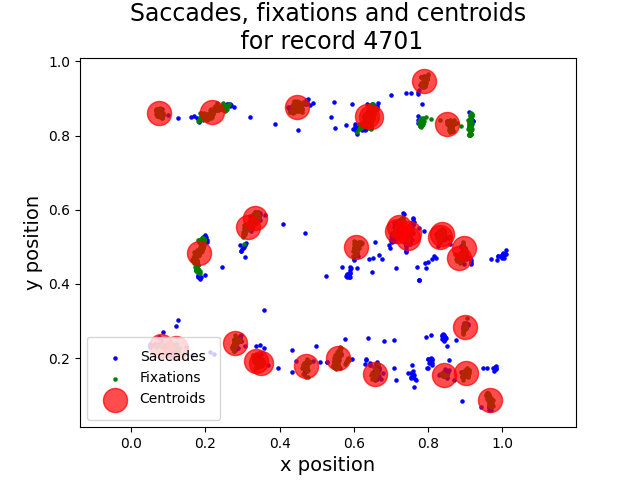 Saccades, fixations and centroids
for record 4701
1.0
0.8
0.6
0.4
0.2
y position
Saccades
Fixations
Centroids
0.0
0.2
0.4
0.6
0.8
1.0
x position